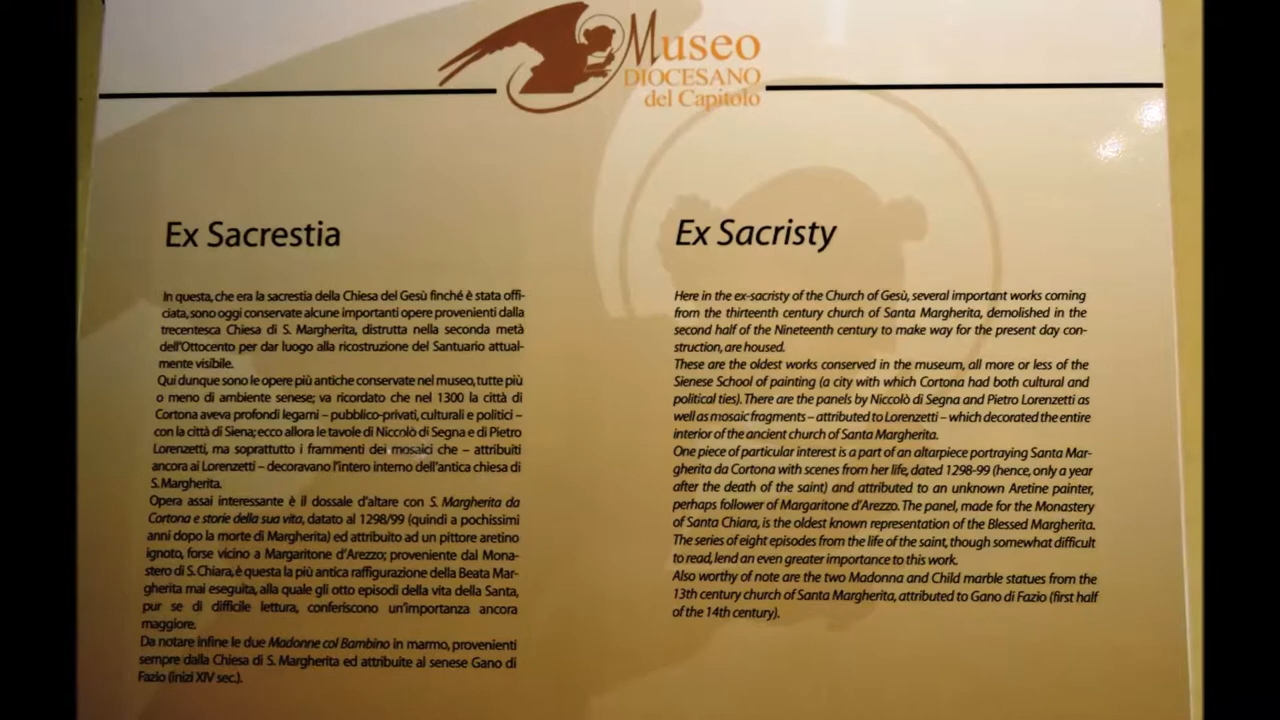 Museo
DIOCESANO
del Capitolo
Ex Sacrestia
In questa, che era la sacrestia della Chiesa del Gesù finché è stata offi-
ciata, sono oggi conservate alcune importanti opere provenienti dalla
trecentesca Chiesa di S. Margherita, distrutta nella seconda metà
dell'Ottocento per dar luogo alla ricostruzione del Santuario attual-
mente visibile.
Qui dunque sono le opere più antiche conservate nel museo, tutte più
o meno di ambiente senese; va ricordato che nel 1300 la città di
Cortona aveva profondi legami – pubblico-privati, culturali e politici –
con la città di Siena; ecco allora le tavole di Niccolò di Segna e di Pietro
Lorenzetti, ma soprattutto i frammenti dei mosaici che – attribuiti
ancora ai Lorenzetti – decoravano l'intero interno dell'antica chiesa di
S. Margherita.
Opera assai interessante è il dossale d'altare con S. Margherita da
Cortona e storie della sua vita, datato al 1298/99 (quindi a pochissimi
anni dopo la morte di Margherita) ed attribuito ad un pittore aretino
ignoto, forse vicino a Margaritone d'Arezzo; proveniente dal Mona-
stero di S. Chiara, è questa la più antica raffigurazione della Beata Mar-
gherita mai eseguita, alla quale gli otto episodi della vita della Santa,
pur se di difficile lettura, conferiscono un'importanza ancora
maggiore.
Da notare infine le due Madonne col Bambino in marmo, provenienti
sempre dalla Chiesa di S. Margherita ed attribuite al senese Gano di
Fazio (inizi XIV sec.).
Ex Sacristy
Here in the ex-sacristy of the Church of Gesù, several important works coming
from the thirteenth century church of Santa Margherita, demolished in the
second half of the Nineteenth century to make way for the present day con-
struction, are housed.
These are the oldest works conserved in the museum, all more or less of the
Sienese School of painting (a city with which Cortona had both cultural and
political ties). There are the panels by Niccolò di Segna and Pietro Lorenzetti as
well as mosaic fragments – attributed to Lorenzetti – which decorated the entire
interior of the ancient church of Santa Margherita.
One piece of particular interest is a part of an altarpiece portraying Santa Mar-
gherita da Cortona with scenes from her life, dated 1298-99 (hence, only a year
after the death of the saint) and attributed to an unknown Aretine painter,
perhaps follower of Margaritone d'Arezzo. The panel, made for the Monastery
of Santa Chiara, is the oldest known representation of the Blessed Margherita.
The series of eight episodes from the life of the saint, though somewhat difficult
to read, lend an even greater importance to this work.
Also worthy of note are the two Madonna and Child marble statues from the
13th century church of Santa Margherita, attributed to Gano di Fazio (first half
of the 14th century).